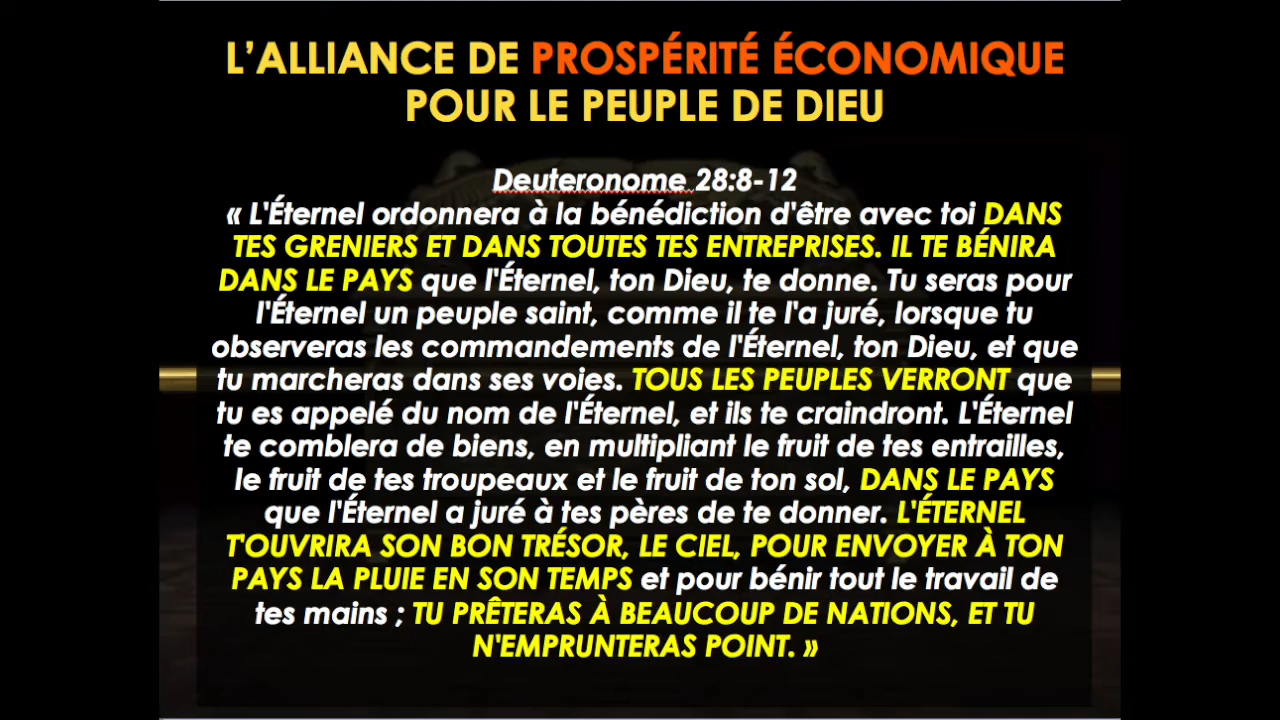 L’ALLIANCE DE PROSPÉRITÉ ÉCONOMIQUE
POUR LE PEUPLE DE DIEU
Deuteronome 28:8-12
« L'Éternel ordonnera à la bénédiction d'être avec toi DANS
TES GRENIERS ET DANS TOUTES TES ENTREPRISES. IL TE BÉNIRA
DANS LE PAYS que l'Éternel, ton Dieu, te donne. Tu seras pour
l'Éternel un peuple saint, comme il te l'a juré, lorsque tu
observeras les commandements de l'Éternel, ton Dieu, et que
tu marcheras dans ses voies. TOUS LES PEUPLES VERRONT que
tu es appelé du nom de l'Éternel, et ils te craindront. L'Éternel
te comblera de biens, en multipliant le fruit de tes entrailles,
le fruit de tes troupeaux et le fruit de ton sol, DANS LE PAYS
que l'Éternel a juré à tes pères de te donner. L'ÉTERNEL
T'OUVRIRA SON BON TRÉSOR, LE CIEL, POUR ENVOYER À TON
PAYS LA PLUIE EN SON TEMPS et pour bénir tout le travail de
tes mains ; TU PRÊTERAS À BEAUCOUP DE NATIONS, ET TU
N'EMPRUNTERAS POINT. »